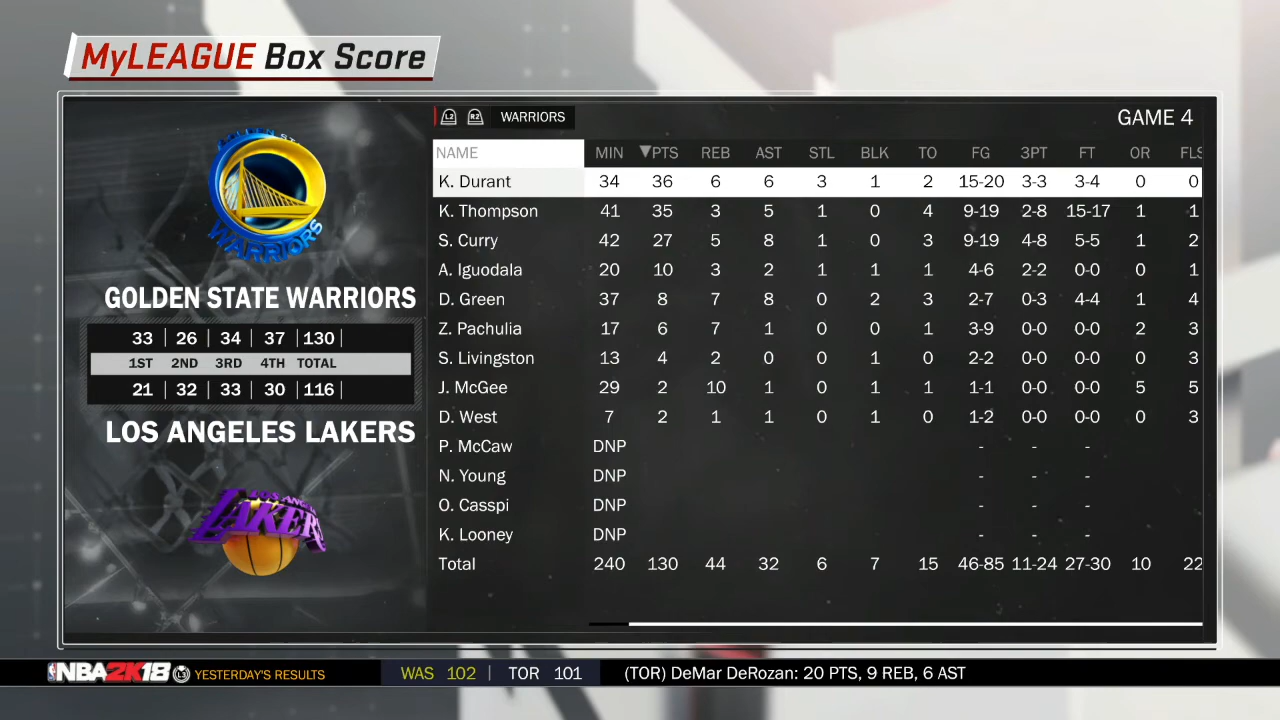 MyLEAGUE Box Score
L2 R2 WARRIORS
GAME 4
WARRIORS
GOLDEN STATE WARRIORS
33 26 34 37 130
1ST 2ND 3RD 4TH TOTAL
21 32 33 30 116
LOS ANGELES LAKERS
LOS ANGELES
LAKERS
NAME MIN ▼PTS REB AST STL BLK TO FG 3PT FT OR FLS
K. Durant 34 36 6 6 3 1 2 15-20 3-3 3-4 0 0
K. Thompson 41 35 3 5 1 0 4 9-19 2-8 15-17 1 1
S. Curry 42 27 5 8 1 0 3 9-19 4-8 5-5 1 2
A. Iguodala 20 10 3 2 1 1 1 4-6 2-2 0-0 0 1
D. Green 37 8 7 8 0 2 3 2-7 0-3 4-4 1 4
Z. Pachulia 17 6 7 1 0 0 1 3-9 0-0 0-0 2 3
S. Livingston 13 4 2 0 0 1 0 2-2 0-0 0-0 0 3
J. McGee 29 2 10 1 0 1 1 1-1 0-0 0-0 5 5
D. West 7 2 1 1 0 1 0 1-2 0-0 0-0 0 3
P. McCaw DNP - - -
N. Young DNP - - -
O. Casspi DNP - - -
K. Looney DNP - - -
Total 240 130 44 32 6 7 15 46-85 11-24 27-30 10 22
NBA 2K18 YESTERDAY'S RESULTS WAS 102 | TOR 101 (TOR) DeMar DeRozan: 20 PTS, 9 REB, 6 AST